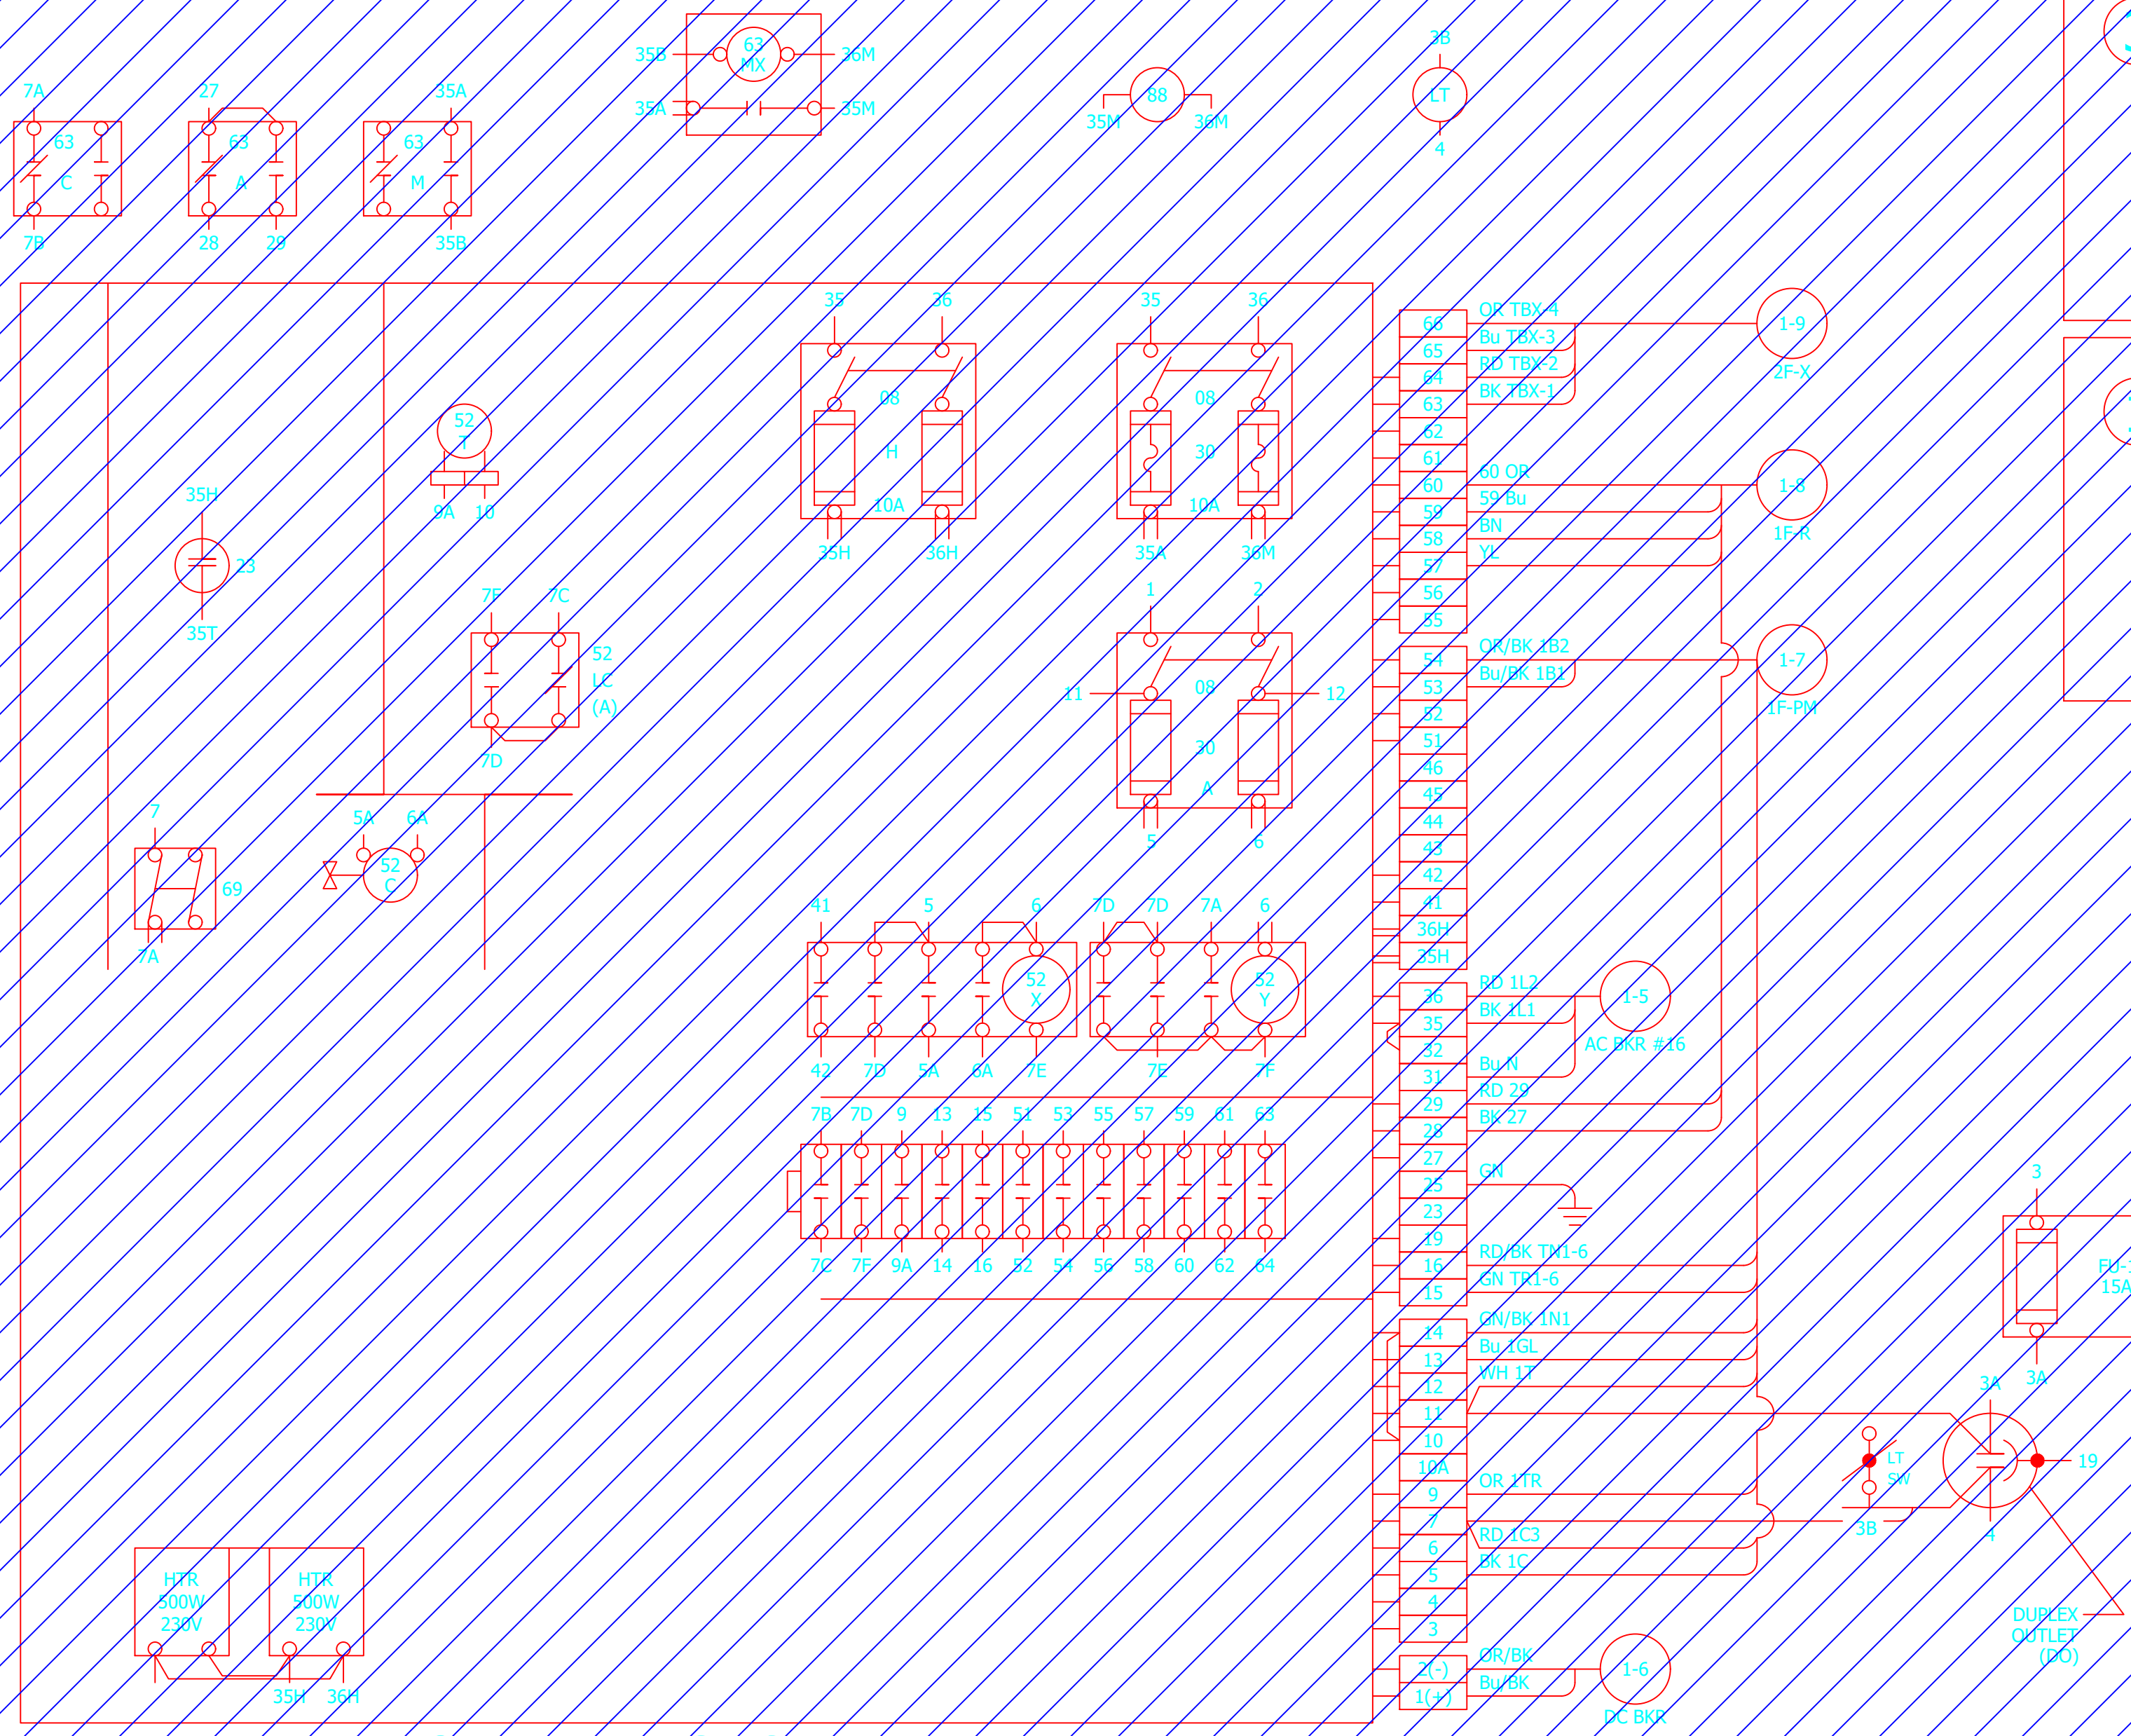 3B
35B
63
MX
36M
35A
35M
7A
27
35A
88
35M
36M
LT
4
63
C
63
A
63
M
7B
28
29
35B
35
36
35
36
08
H
10A
35H
36H
08
30
10A
35A
36M
52
T
9A
10
35H
23
35T
7F
7C
52
LC
(A)
7D
1
2
11
08
12
30
A
5
6
7
69
7A
5A
6A
52
C
41
5
6
52
X
42
7D
5A
6A
7E
7D
7D
7A
6
52
Y
7E
7F
7B
7D
9
13
15
51
53
55
57
59
61
63
7C
7F
9A
14
16
52
54
56
58
60
62
64
HTR
500W
230V
HTR
500W
230V
35H
36H
66 OR TBX-4
65 Bu TBX-3
64 RD TBX-2
63 BK TBX-1
62
61
60 60 OR
59 59 Bu
58 BN
57 YL
56
55
54 OR/BK 1B2
53 Bu/BK 1B1
52
51
46
45
44
43
42
41
36H
35H
36 RD 1L2
35 BK 1L1
32
31 Bu N
29 RD 29
28 BK 27
27
25 GN
23
19
16 RD/BK TN1-6
15 GN TR1-6
14 GN/BK 1N1
13 Bu 1GL
12 WH 1T
11
10
10A
9 OR 1TR
7
6 RD 1C3
5 BK 1C
4
3
2(-) OR/BK
1(+) Bu/BK
1-9
2F-X
1-8
1F-R
1-7
1F-PM
1-5
AC BKR #16
1-6
DC BKR
3
15A
3A
3A
LT
SW
3B
19
4
DUPLEX
OUTLET
(DO)